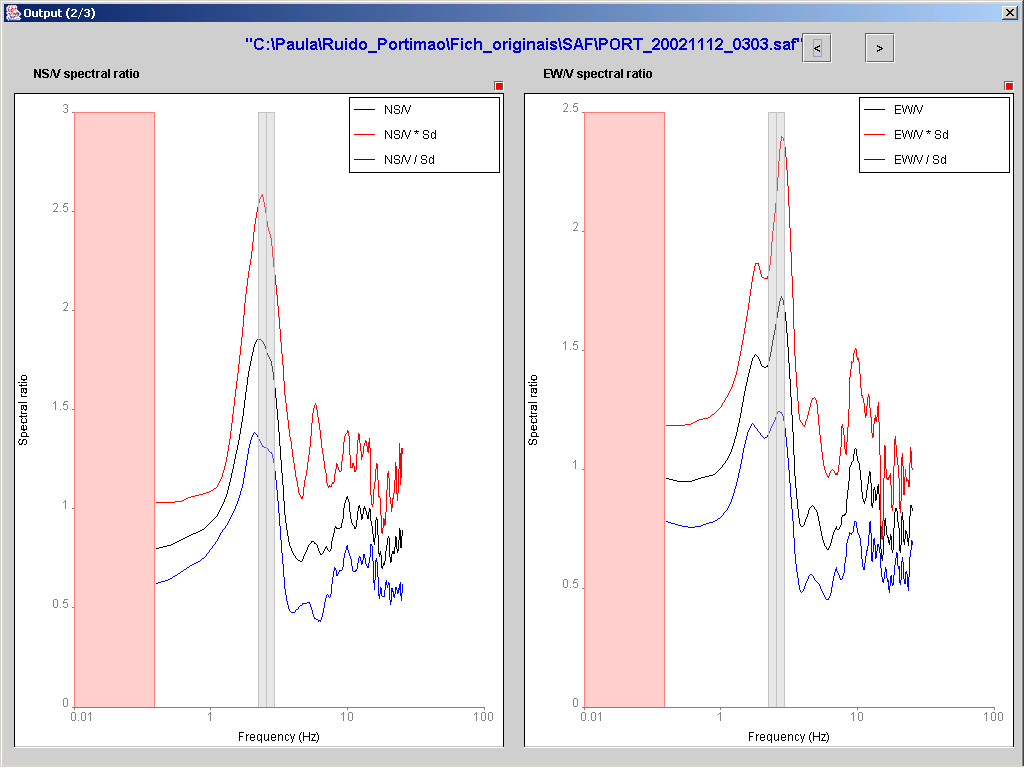 Output (2/3)
"C:\Paula\Ruido_Portimao\Fich_originais\SAF\PORT_20021112_0303.saf"
<
>
NS/V spectral ratio
NS/V
NS/V * Sd
NS/V / Sd
3
2.5
2
1.5
1
0.5
0
Spectral ratio
0.01
1
10
100
Frequency (Hz)
EW/V spectral ratio
EW/V
EW/V * Sd
EW/V / Sd
2.5
2
1.5
1
0.5
0
Spectral ratio
0.01
1
10
100
Frequency (Hz)